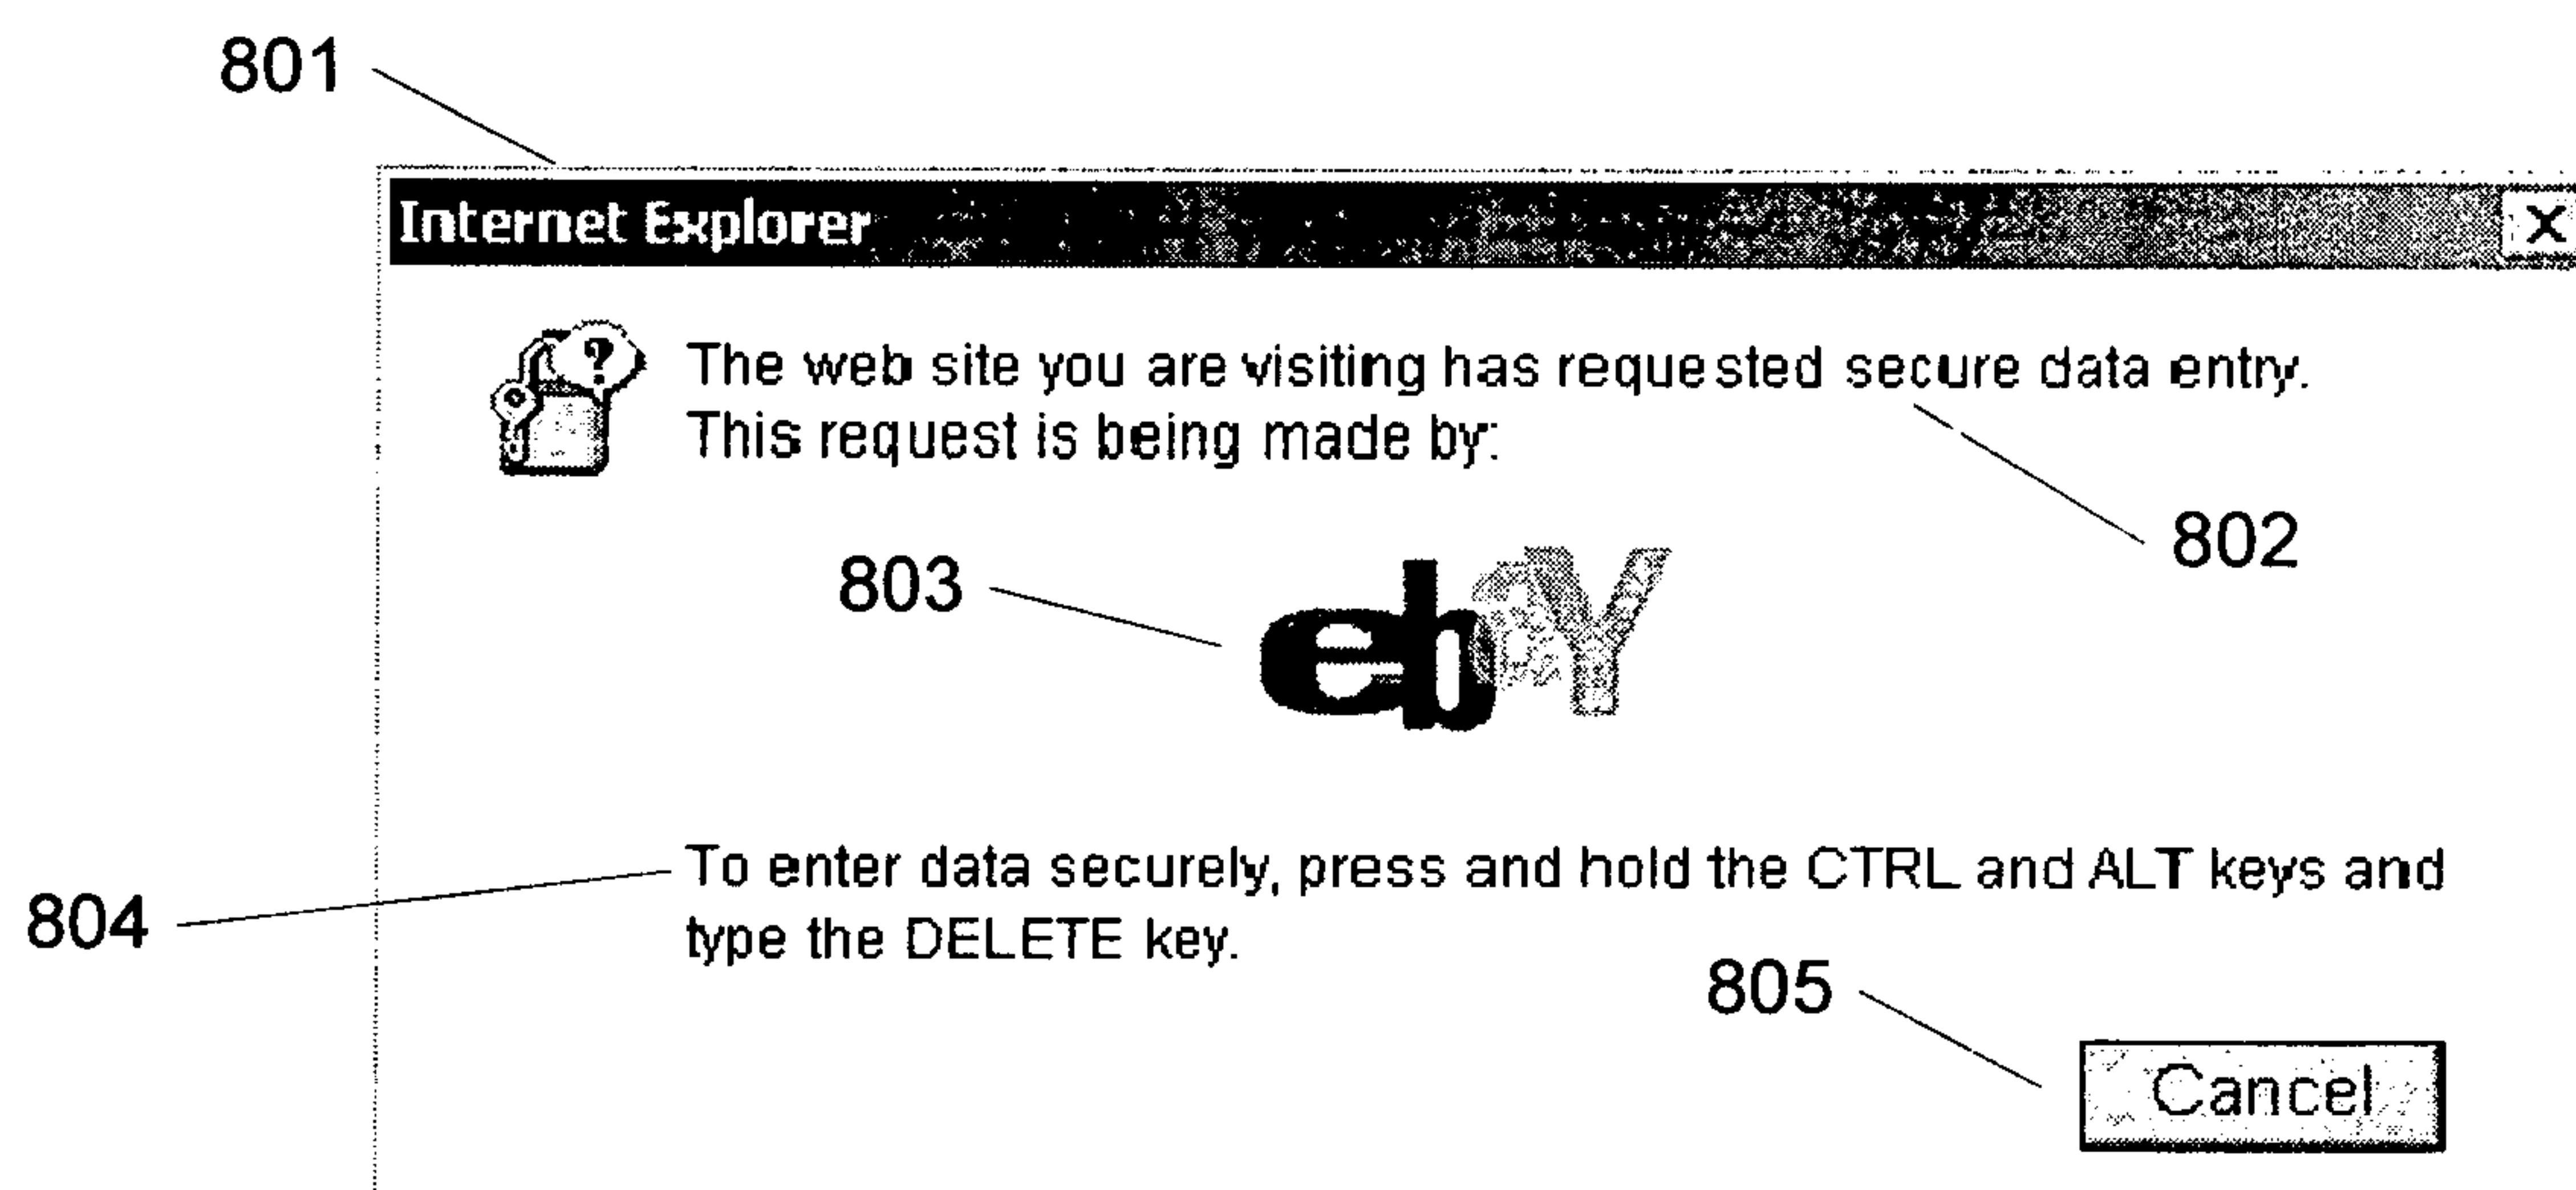 801
Internet Explorer X
?
The web site you are visiting has requested secure data entry.
This request is being made by:
802
803
ebaY
To enter data securely, press and hold the CTRL and ALT keys and
804
type the DELETE key.
805
Cancel